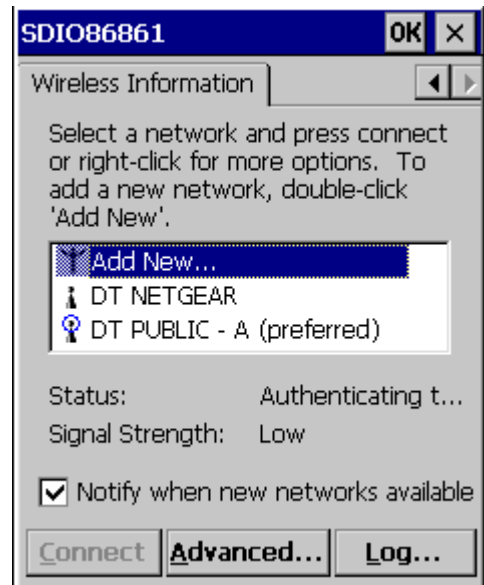 SDIO86861 OK
Wireless Information
Select a network and press connect
or right-click for more options. To
add a new network, double-click
'Add New'.
Add New...
DT NETGEAR
DT PUBLIC - A (preferred)
Status: Authenticating t...
Signal Strength: Low
Notify when new networks available
Connect Advanced... Log...